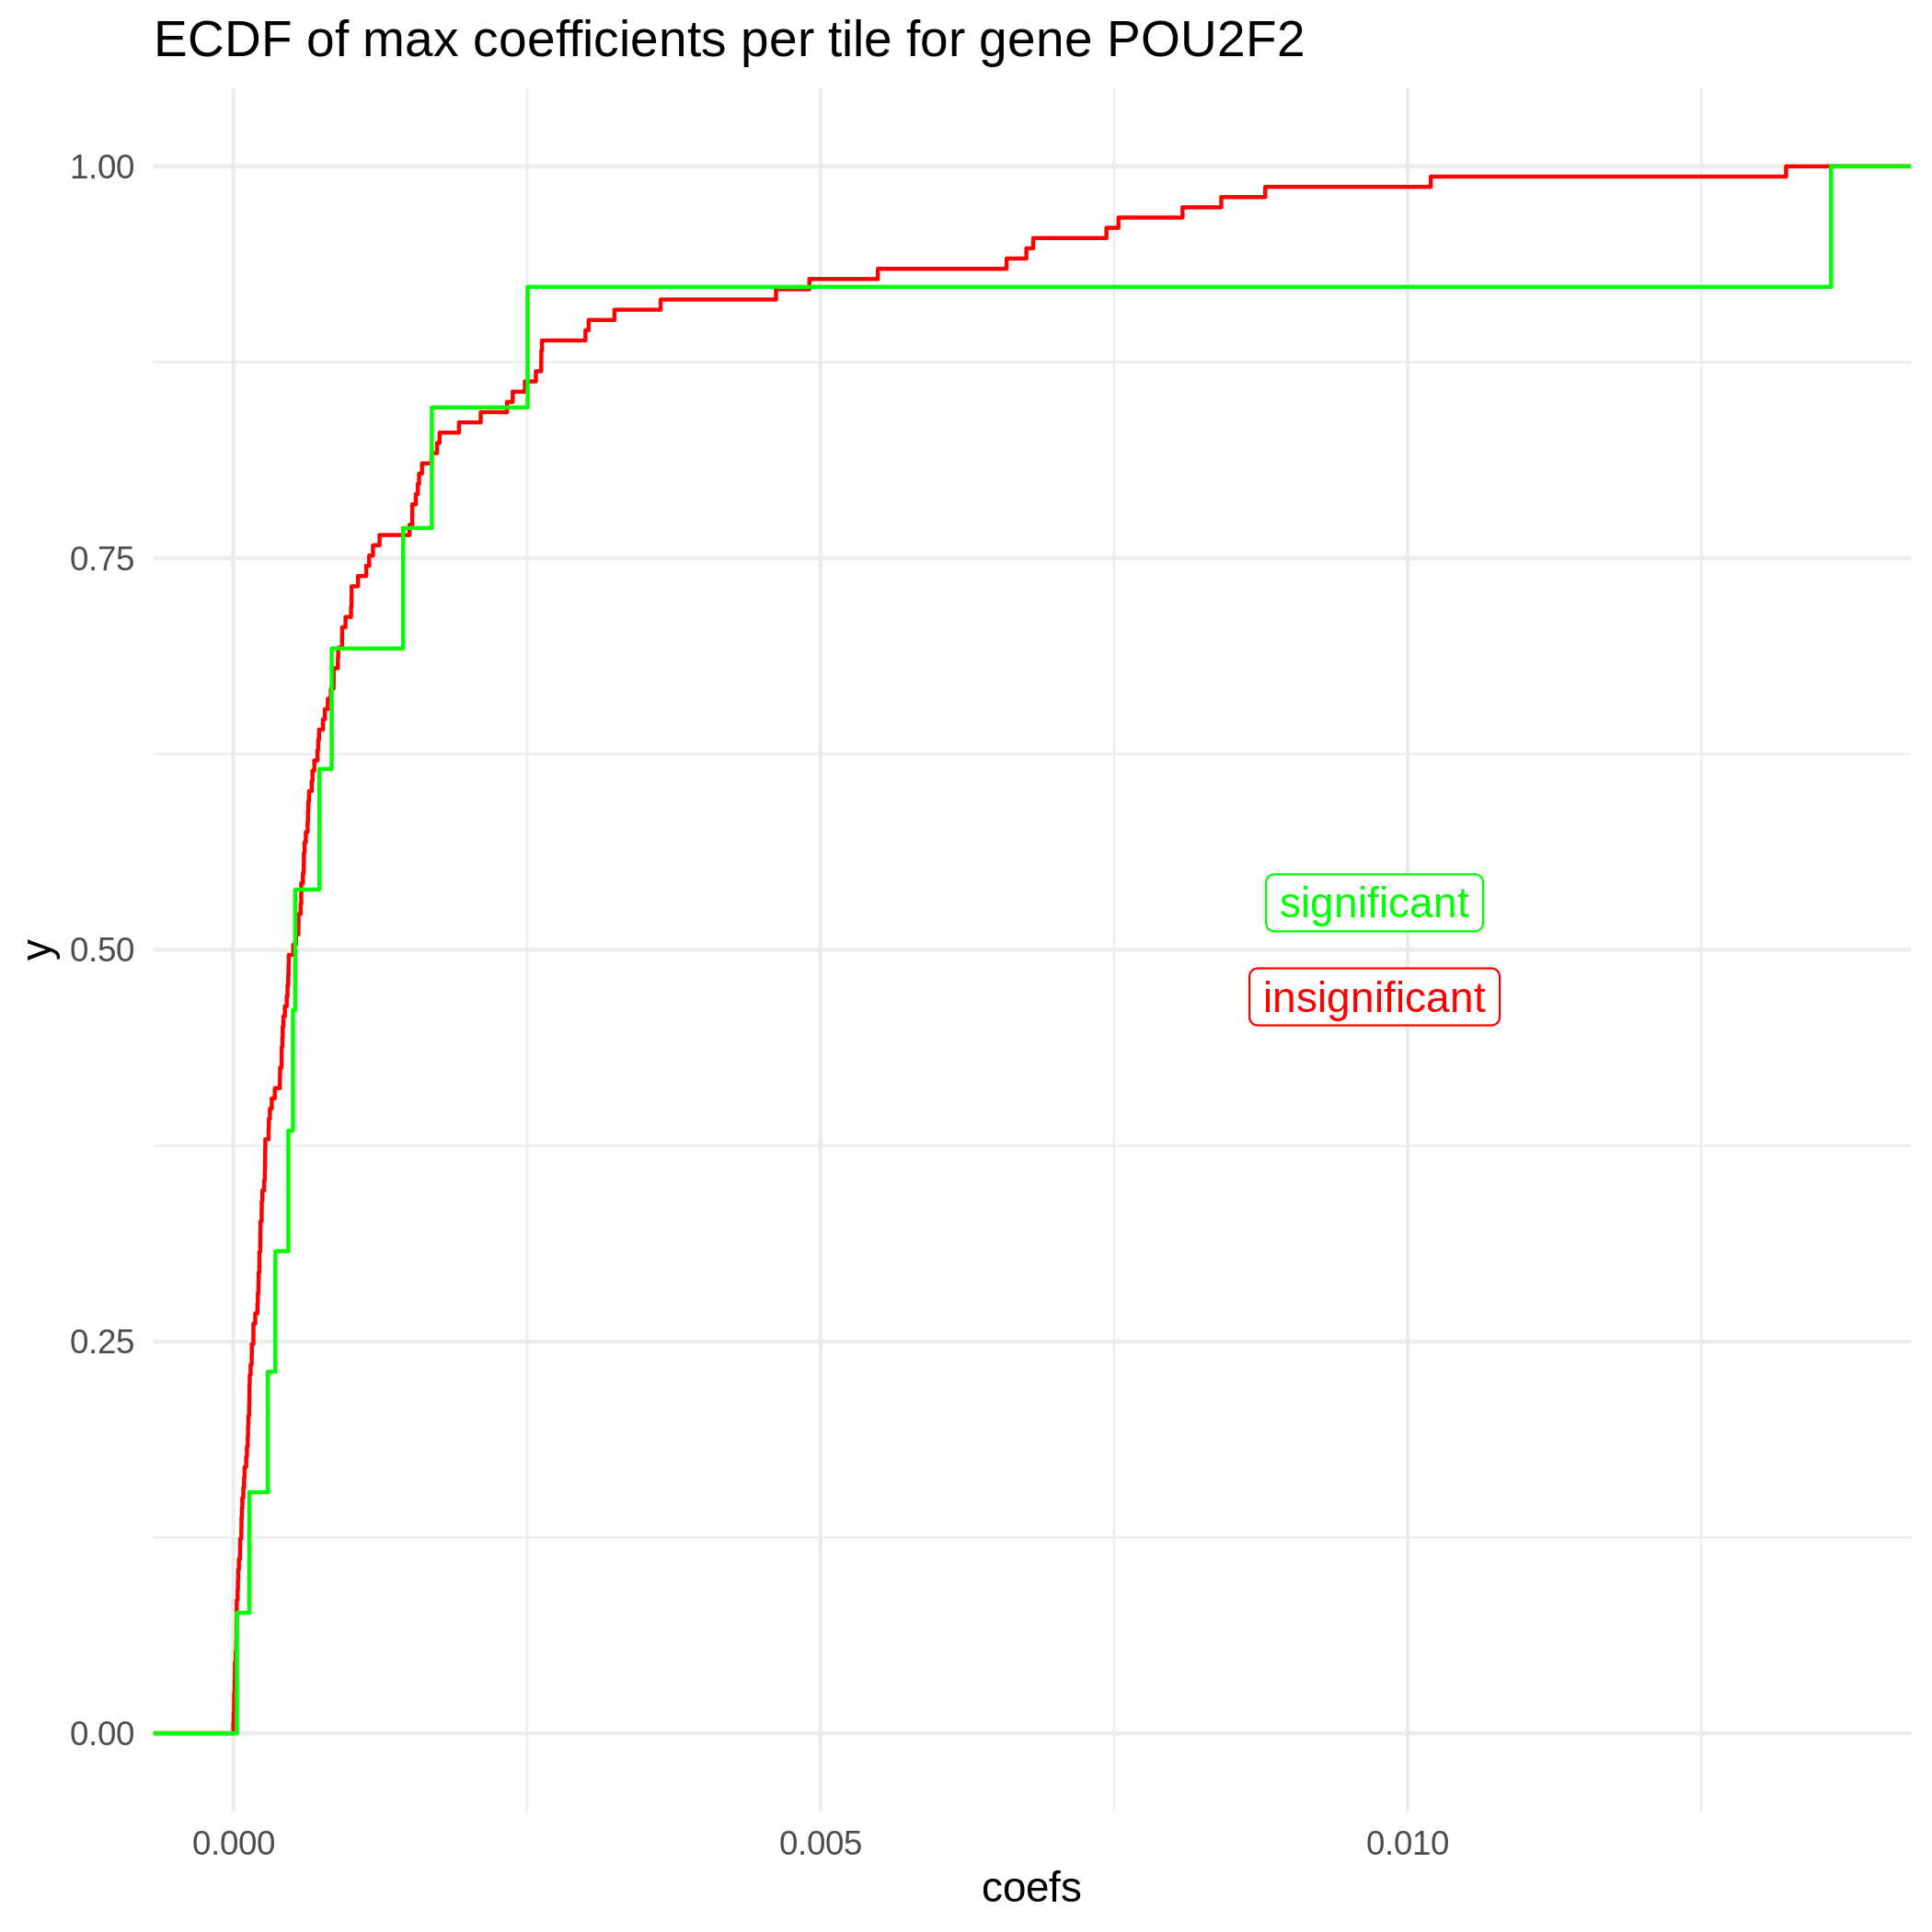 ECDF of max coefficients per tile for gene POU2F2
1.00
0.75
0.50
0.25
0.00
y
significant
insignificant
0.000
0.005
0.010
coefs